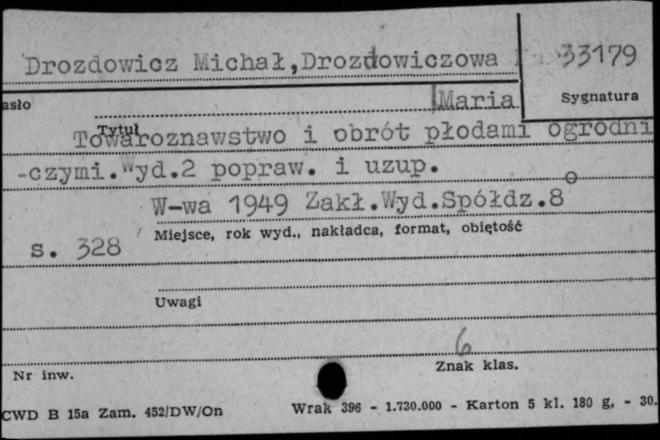 Drozdowicz Michał, Drozdowiczowa
33179
asło
Maria
Sygnatura
Tytuł
Towaroznawstwo i obrót płodami ogrodni
-czymi. Wyd.2 popraw. i uzup.
W-wa 1949 Zakł.Wyd.Spółdz.8°
Miejsce, rok wyd., nakładca, format, obiętość
s. 328
Uwagi
6
Nr inw.
Znak klas.
CWD B 15a Zam. 452/DW/On
Wrak 396 - 1.730.000 - Karton 5 kl. 180 g. - 30.